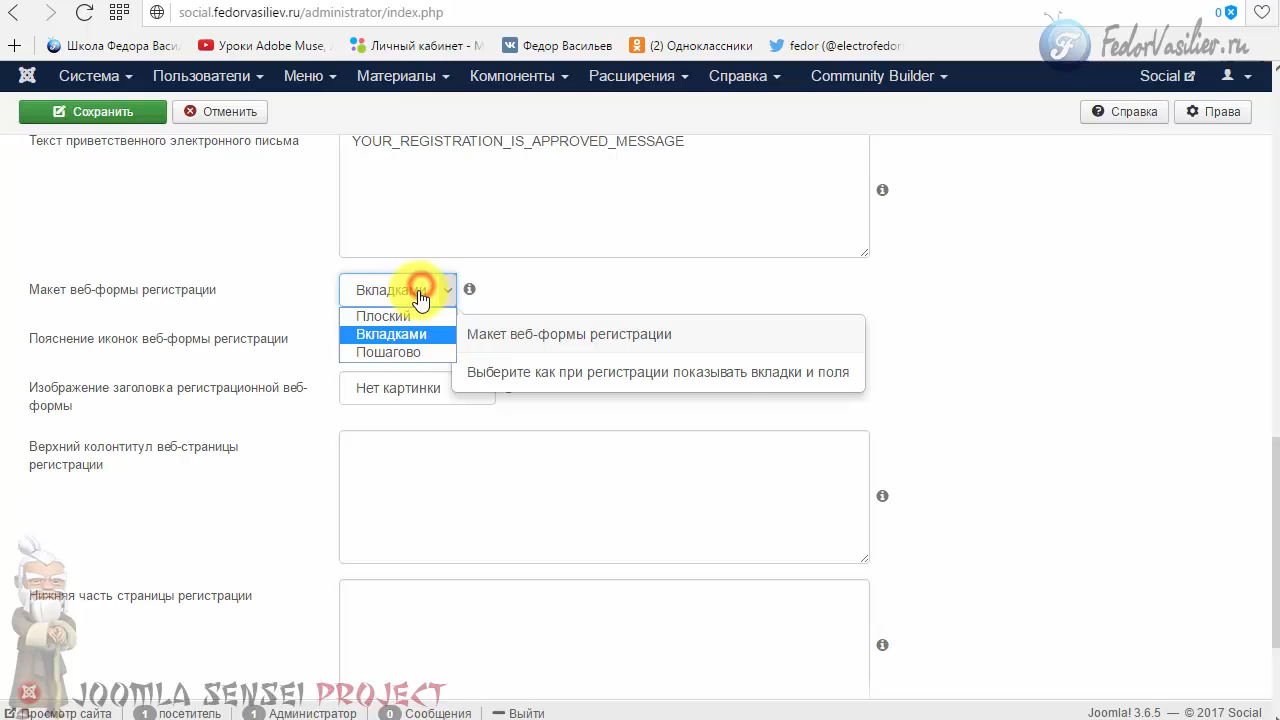 social.fedorvasiliev.ru/administrator/index.php
0
Школа Федора Васи
Уроки Adobe Muse,
Личный кабинет - М
Федор Васильев
(2) Одноклассники
fedor (@electrofedor
FedorVasiliev.ru
Система
Пользователи
Меню
Материалы
Компоненты
Расширения
Справка
Community Builder
Social
Сохранить
Отменить
Справка
Права
Текст приветственного электронного письма
YOUR_REGISTRATION_IS_APPROVED_MESSAGE
Макет веб-формы регистрации
Вкладками
Плоский
Вкладками
Пошагово
Макет веб-формы регистрации
Выберите как при регистрации показывать вкладки и поля
Пояснение иконок веб-формы регистрации
Изображение заголовка регистрационной веб-
формы
Нет картинки
Верхний колонтитул веб-страницы
регистрации
Нижняя часть страницы регистрации
JOOMLA SENSEI PROJECT
Просмотр сайта
1 посетитель
1 Администратор
0 Сообщения
Выйти
Joomla! 3.6.5 — © 2017 Social